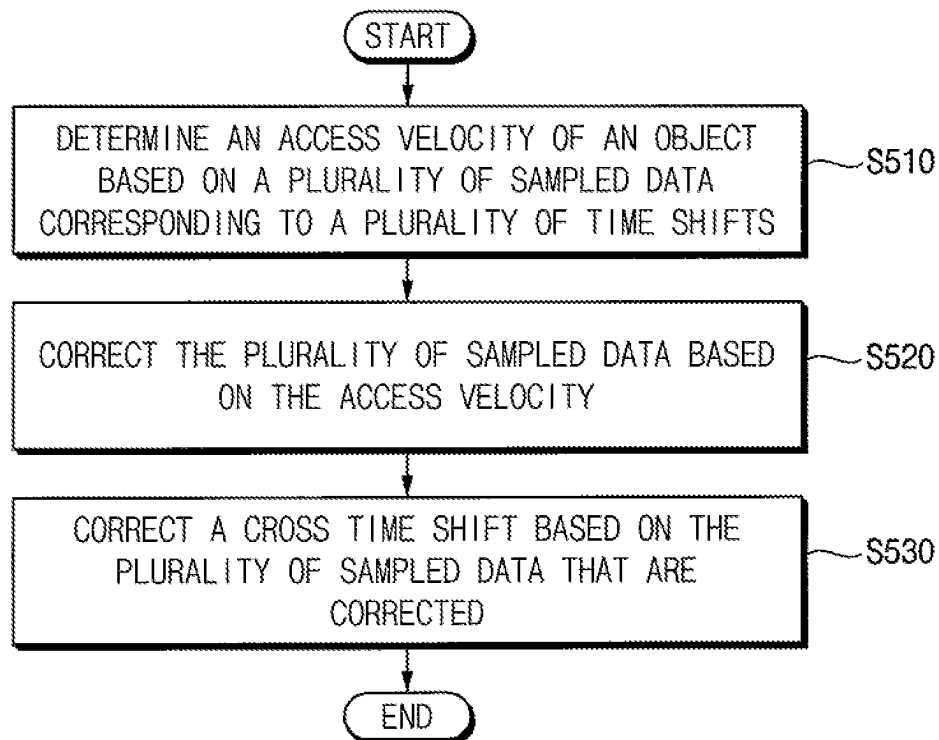 START
DETERMINE AN ACCESS VELOCITY OF AN OBJECT
BASED ON A PLURALITY OF SAMPLED DATA
CORRESPONDING TO A PLURALITY OF TIME SHIFTS
S510
CORRECT THE PLURALITY OF SAMPLED DATA BASED
ON THE ACCESS VELOCITY
S520
CORRECT A CROSS TIME SHIFT BASED ON THE
PLURALITY OF SAMPLED DATA THAT ARE
CORRECTED
S530
END